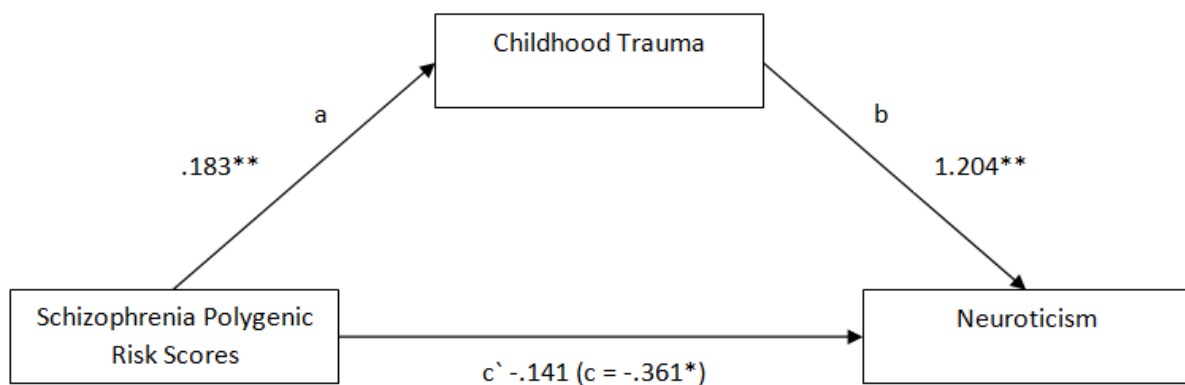 Childhood Trauma
a
b
.183**
1.204**
Schizophrenia Polygenic
Risk Scores
Neuroticism
c` -.141 (c = -.361*)